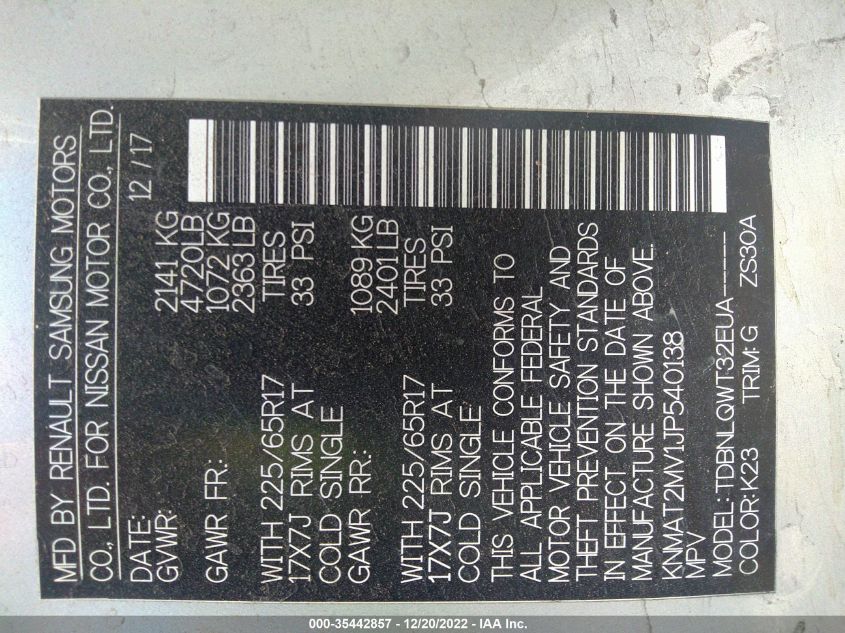 MFD BY RENAULT SAMSUNG MOTORS
CO., LTD. FOR NISSAN MOTOR CO., LTD.
DATE: 12 / 17
GVWR: 2141 KG
4720LB
GAWR FR.: 1072 KG
2363 LB
WITH 225/65R17 TIRES
17X7J RIMS AT 33 PSI
COLD SINGLE
GAWR RR.: 1089 KG
2401 LB
WITH 225/65R17 TIRES
17X7J RIMS AT 33 PSI
COLD SINGLE
THIS VEHICLE CONFORMS TO
ALL APPLICABLE FEDERAL
MOTOR VEHICLE SAFETY AND
THEFT PREVENTION STANDARDS
IN EFFECT ON THE DATE OF
MANUFACTURE SHOWN ABOVE.
KNMAT2MV1JP540138
MPV
MODEL: TDBNLQWT32EUA_____
COLOR: K23 TRIM: G ZS30A
000-35442857 - 12/20/2022 - IAA Inc.